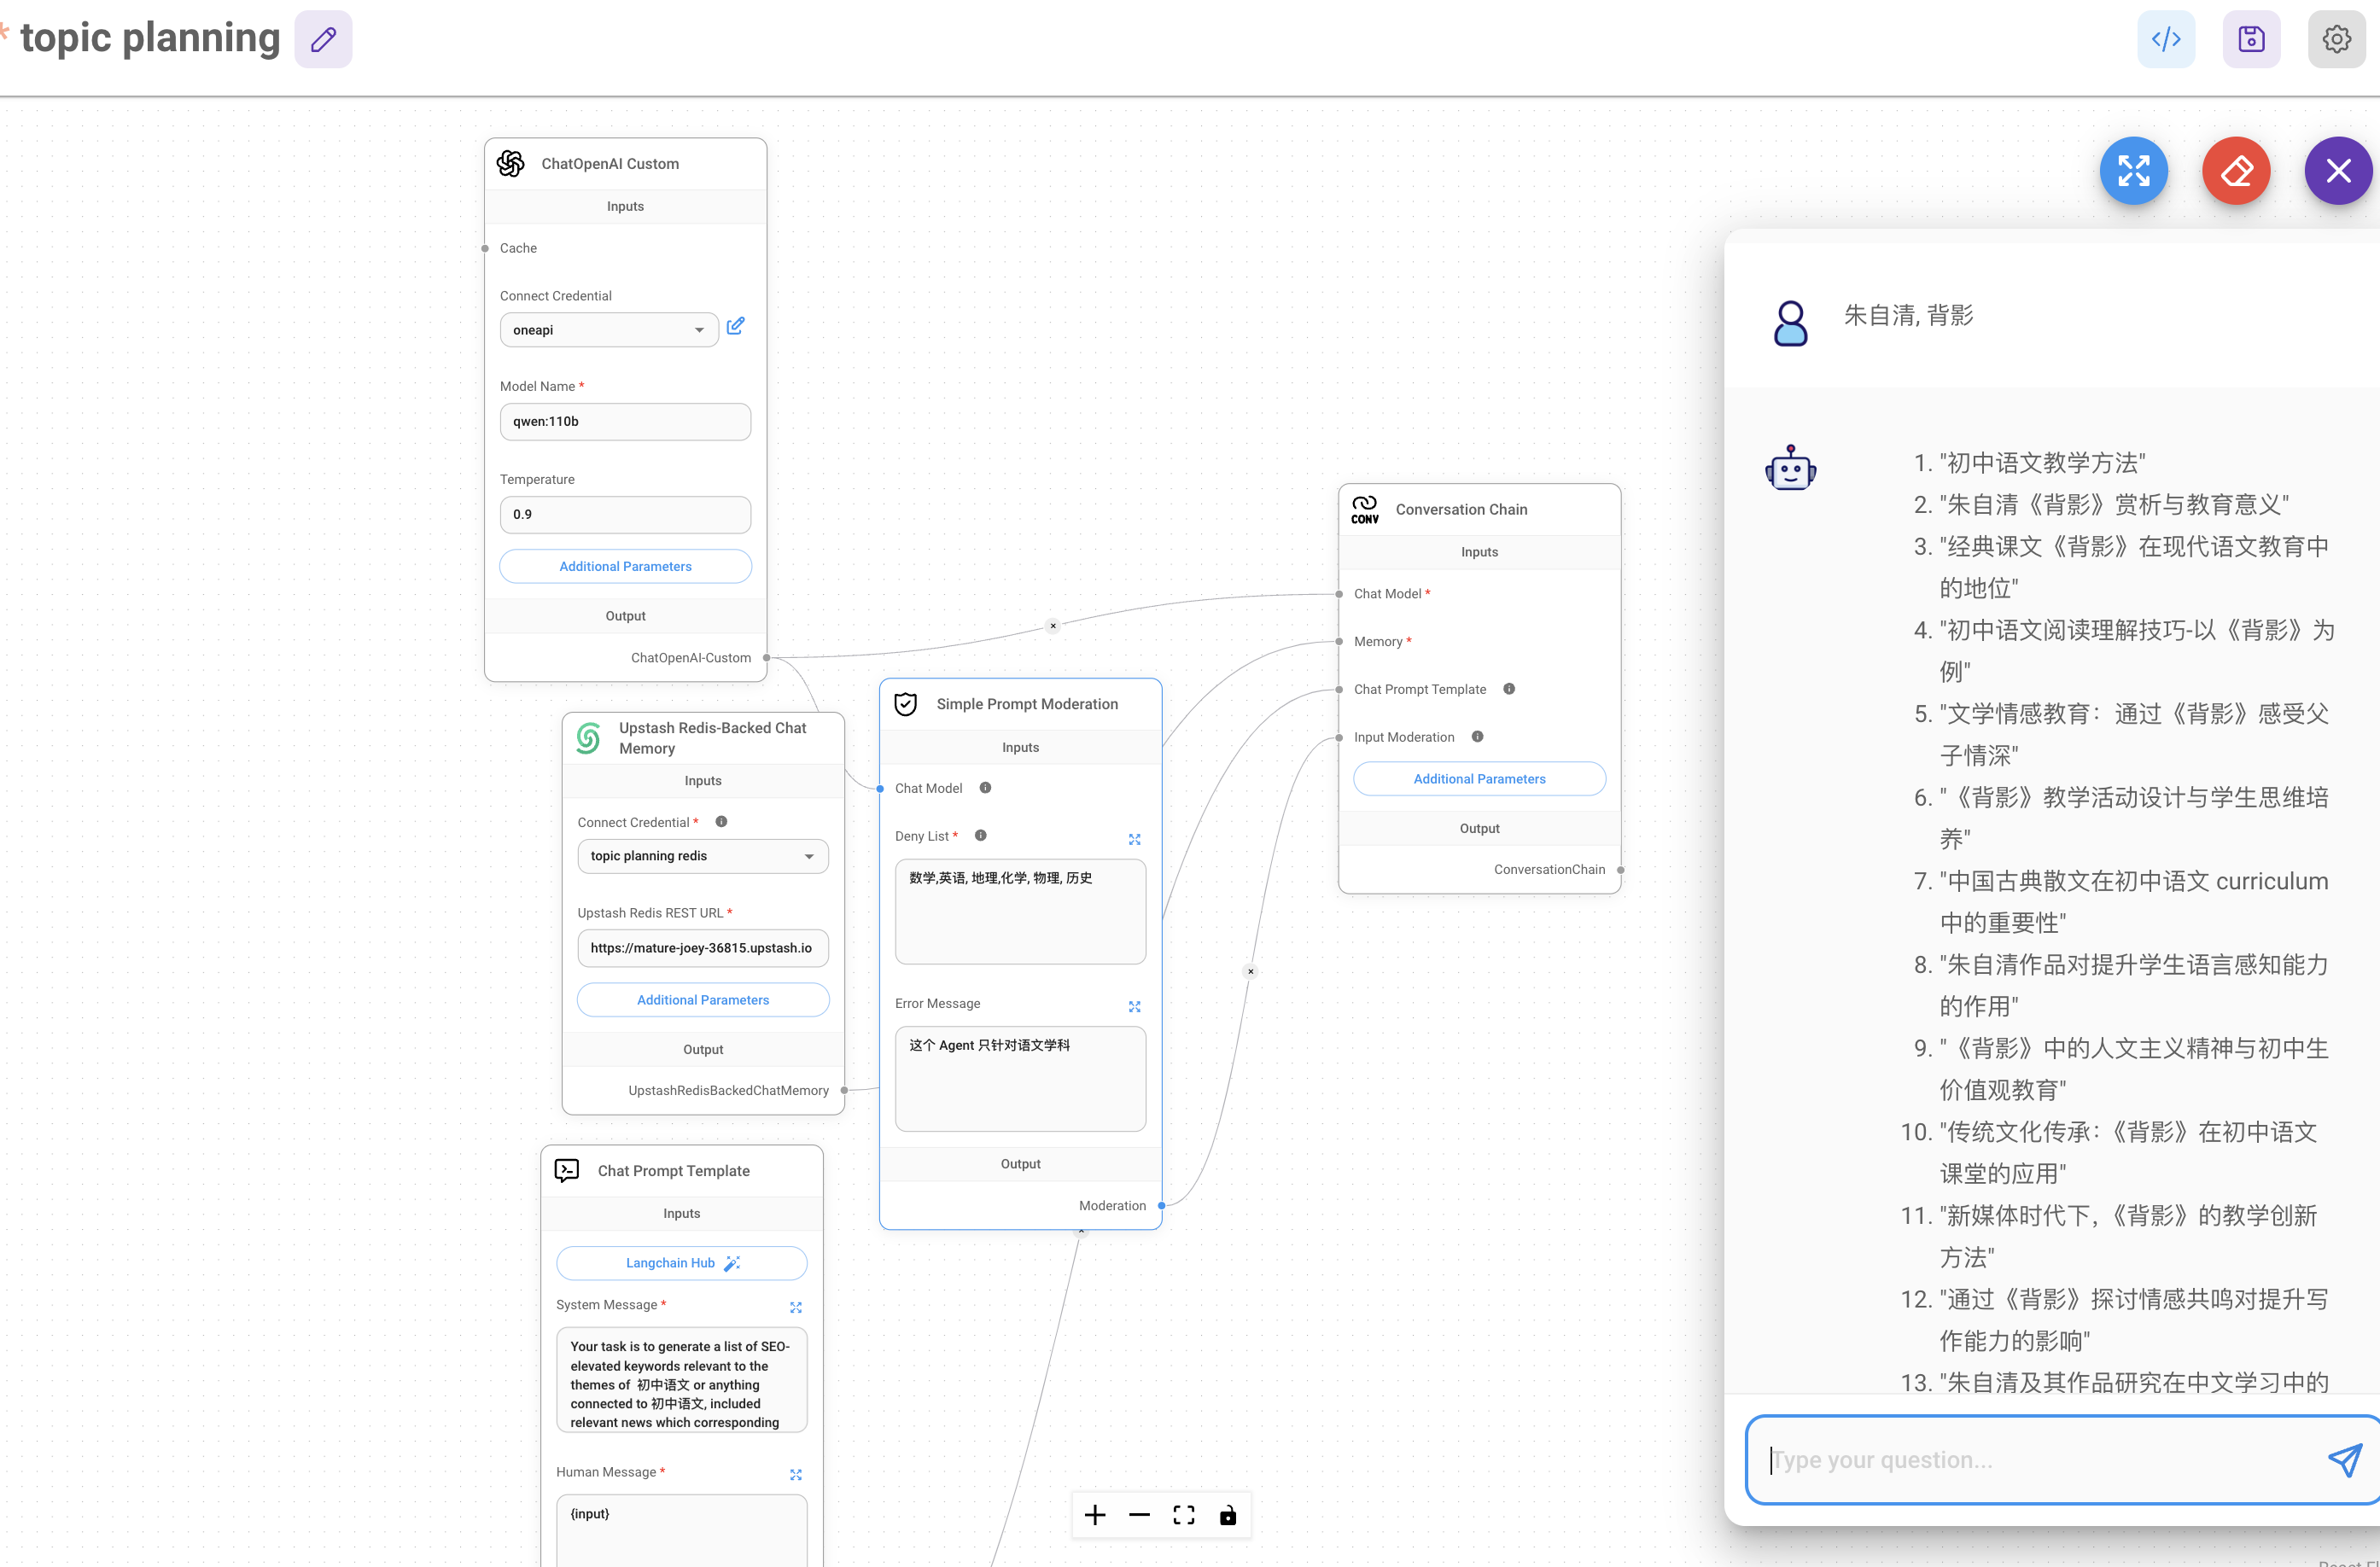 * topic planning
ChatOpenAI Custom
Inputs
Cache
Connect Credential
oneapi
Model Name *
qwen:110b
Temperature
0.9
Additional Parameters
Output
ChatOpenAI-Custom
Upstash Redis-Backed Chat
Memory
Inputs
Connect Credential *
topic planning redis
Upstash Redis REST URL *
https://mature-joey-36815.upstash.io
Additional Parameters
Output
UpstashRedisBackedChatMemory
Chat Prompt Template
Inputs
Langchain Hub
System Message *
Your task is to generate a list of SEO-
elevated keywords relevant to the
themes of 初中语文 or anything
connected to 初中语文, included
relevant news which corresponding
Human Message *
{input}
Simple Prompt Moderation
Inputs
Chat Model
Deny List *
数学,英语, 地理,化学, 物理, 历史
Error Message
这个 Agent 只针对语文学科
Output
Moderation
CONV
Conversation Chain
Inputs
Chat Model *
Memory *
Chat Prompt Template
Input Moderation
Additional Parameters
Output
ConversationChain
朱自清, 背影
1. "初中语文教学方法"
2. "朱自清《背影》赏析与教育意义"
3. "经典课文《背影》在现代语文教育中
的地位"
4. "初中语文阅读理解技巧-以《背影》为
例"
5. "文学情感教育：通过《背影》感受父
子情深"
6. "《背影》教学活动设计与学生思维培
养"
7. "中国古典散文在初中语文 curriculum
中的重要性"
8. "朱自清作品对提升学生语言感知能力
的作用"
9. "《背影》中的人文主义精神与初中生
价值观教育"
10. "传统文化传承：《背影》在初中语文
课堂的应用"
11. "新媒体时代下，《背影》的教学创新
方法"
12. "通过《背影》探讨情感共鸣对提升写
作能力的影响"
13. "朱自清及其作品研究在中文学习中的
Type your question...